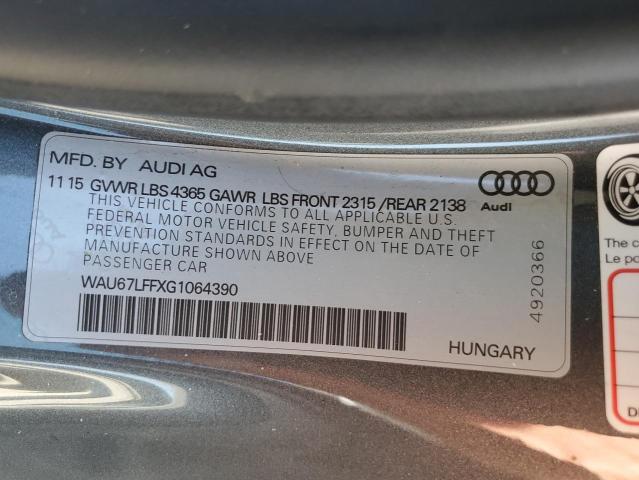 MFD. BY AUDI AG
11 15 GVWR LBS 4365 GAWR LBS FRONT 2315 / REAR 2138
THIS VEHICLE CONFORMS TO ALL APPLICABLE U.S.
FEDERAL MOTOR VEHICLE SAFETY, BUMPER AND THEFT
PREVENTION STANDARDS IN EFFECT ON THE DATE OF
MANUFACTURE SHOWN ABOVE
PASSENGER CAR
WAU67LFFXG1064390
HUNGARY
Audi
4920366
The c
Le po